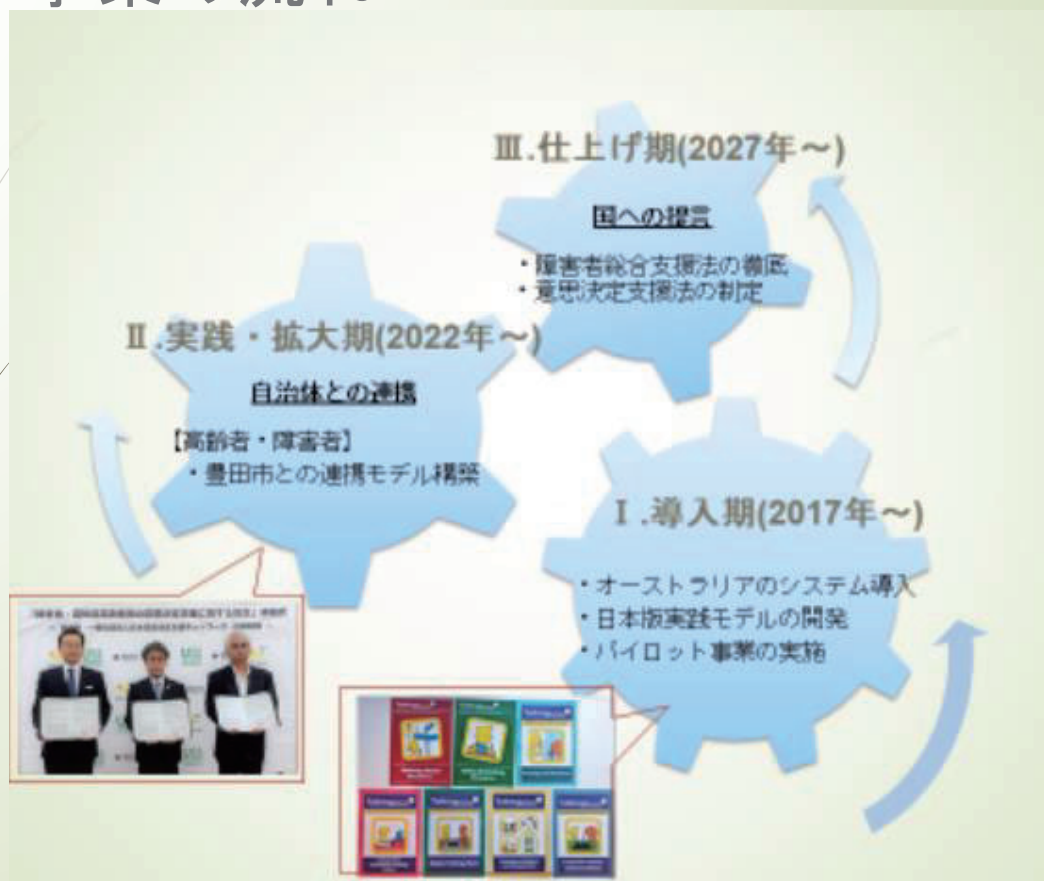 Ⅲ.仕上げ期(2027年～)
国への提言
・障害者総合支援法の徹底
・意思決定支援法の制定
Ⅱ.実践・拡大期(2022年～)
自治体との連携
【高齢者・障害者】
・豊田市との連携モデル構築
Ⅰ.導入期(2017年～)
・オーストラリアのシステム導入
・日本版実践モデルの開発
・パイロット事業の実施